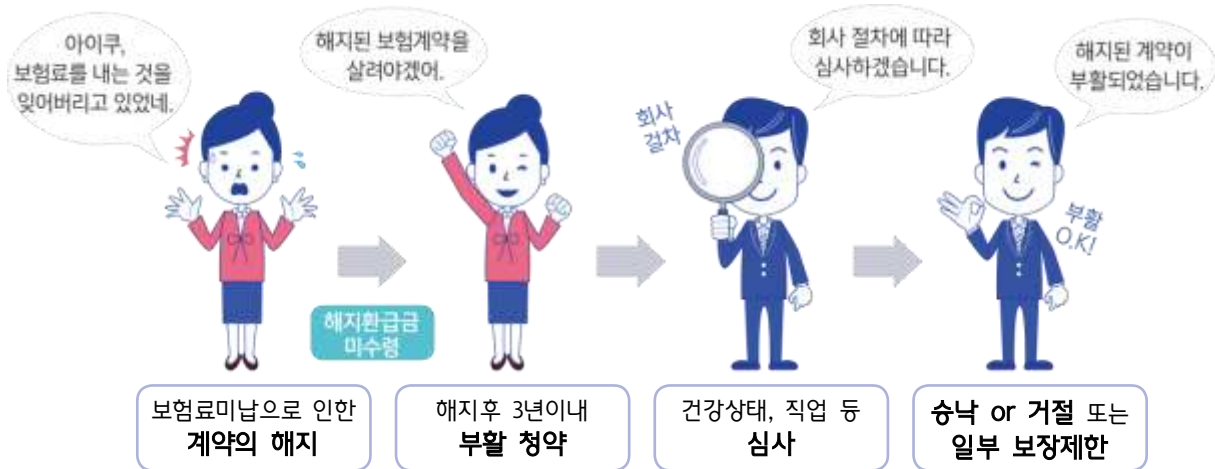 아이쿠,
보험료를 내는 것을
잊어버리고 있었네.
해지된 보험계약을
살려야겠어.
회사 절차에 따라
심사하겠습니다.
해지된 계약이
부활되었습니다.
회사
절차
부활
O.K!
해지환급금
미수령
보험료미납으로 인한
계약의 해지
해지후 3년이내
부활 청약
건강상태, 직업 등
심사
승낙 or 거절 또는
일부 보장제한